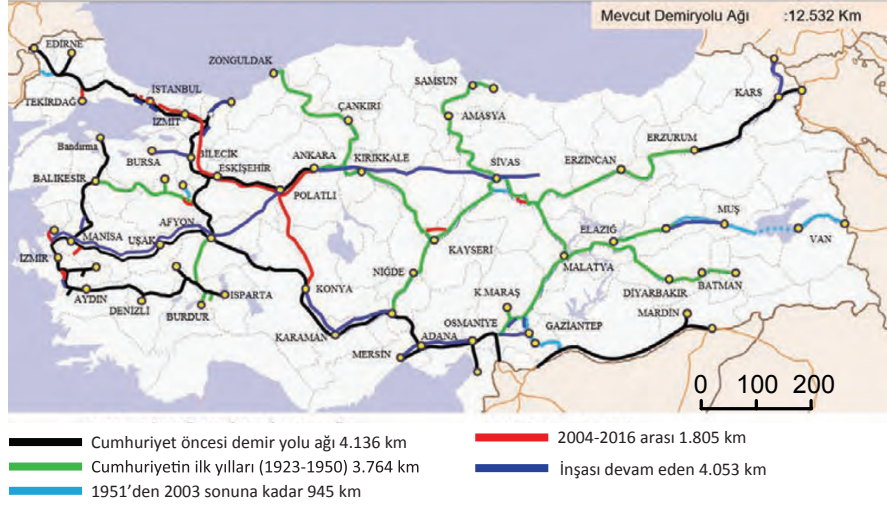 Mevcut Demiryolu Ağı :12.532 Km
EDİRNE
ZONGULDAK
SAMSUN
KARS
TEKİRDAĞ
İSTANBUL
İZMİT
ÇANKIRI
AMASYA
ERZURUM
Bandırma
BURSA
BİLECİK
ESKİŞEHİR
ANKARA
KIRIKKALE
SİVAS
ERZİNCAN
BALIKESİR
POLATLI
AFYON
MANİSA
UŞAK
KAYSERİ
ELAZIĞ
MUŞ
VAN
İZMİR
NİĞDE
MALATYA
AYDIN
DENİZLİ
BURDUR
ISPARTA
KONYA
K.MARAŞ
DİYARBAKIR
BATMAN
KARAMAN
MERSİN
ADANA
OSMANİYE
GAZİANTEP
MARDİN
0 100 200
Cumhuriyet öncesi demir yolu ağı 4.136 km
Cumhuriyetin ilk yılları (1923-1950) 3.764 km
1951’den 2003 sonuna kadar 945 km
2004-2016 arası 1.805 km
İnşası devam eden 4.053 km